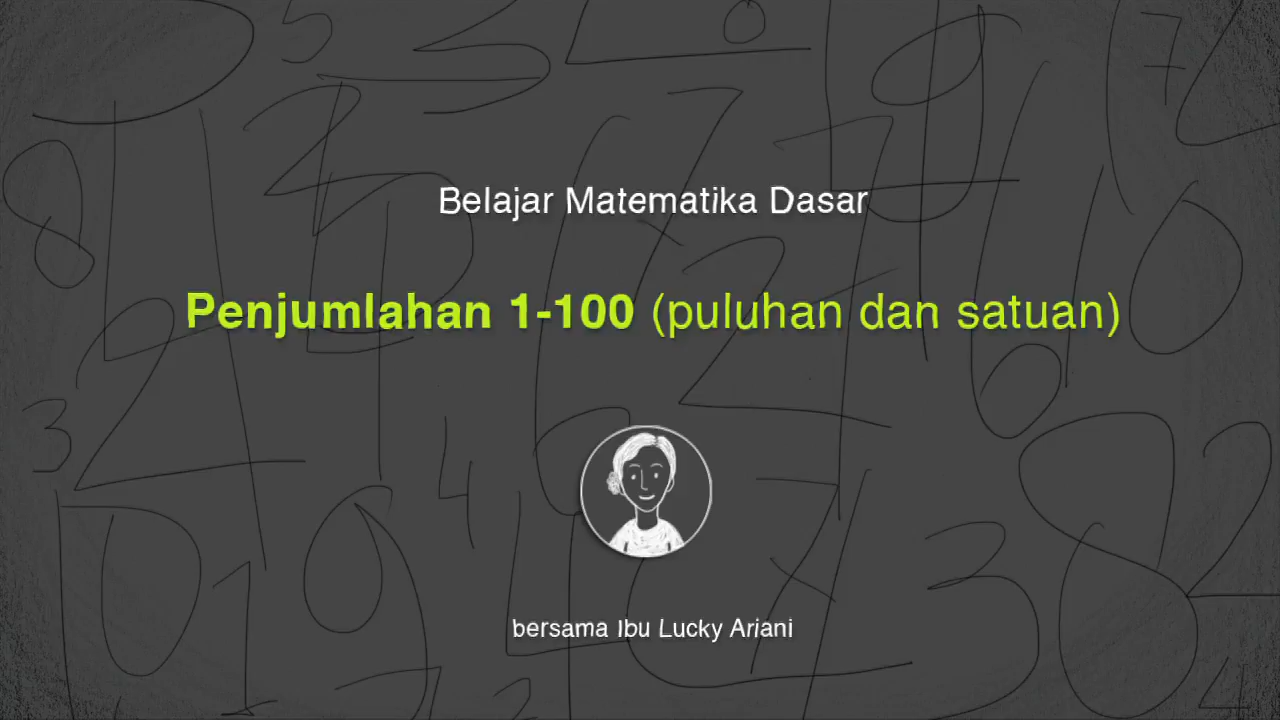 Belajar Matematika Dasar
Penjumlahan 1-100 (puluhan dan satuan)
bersama Ibu Lucky Ariani